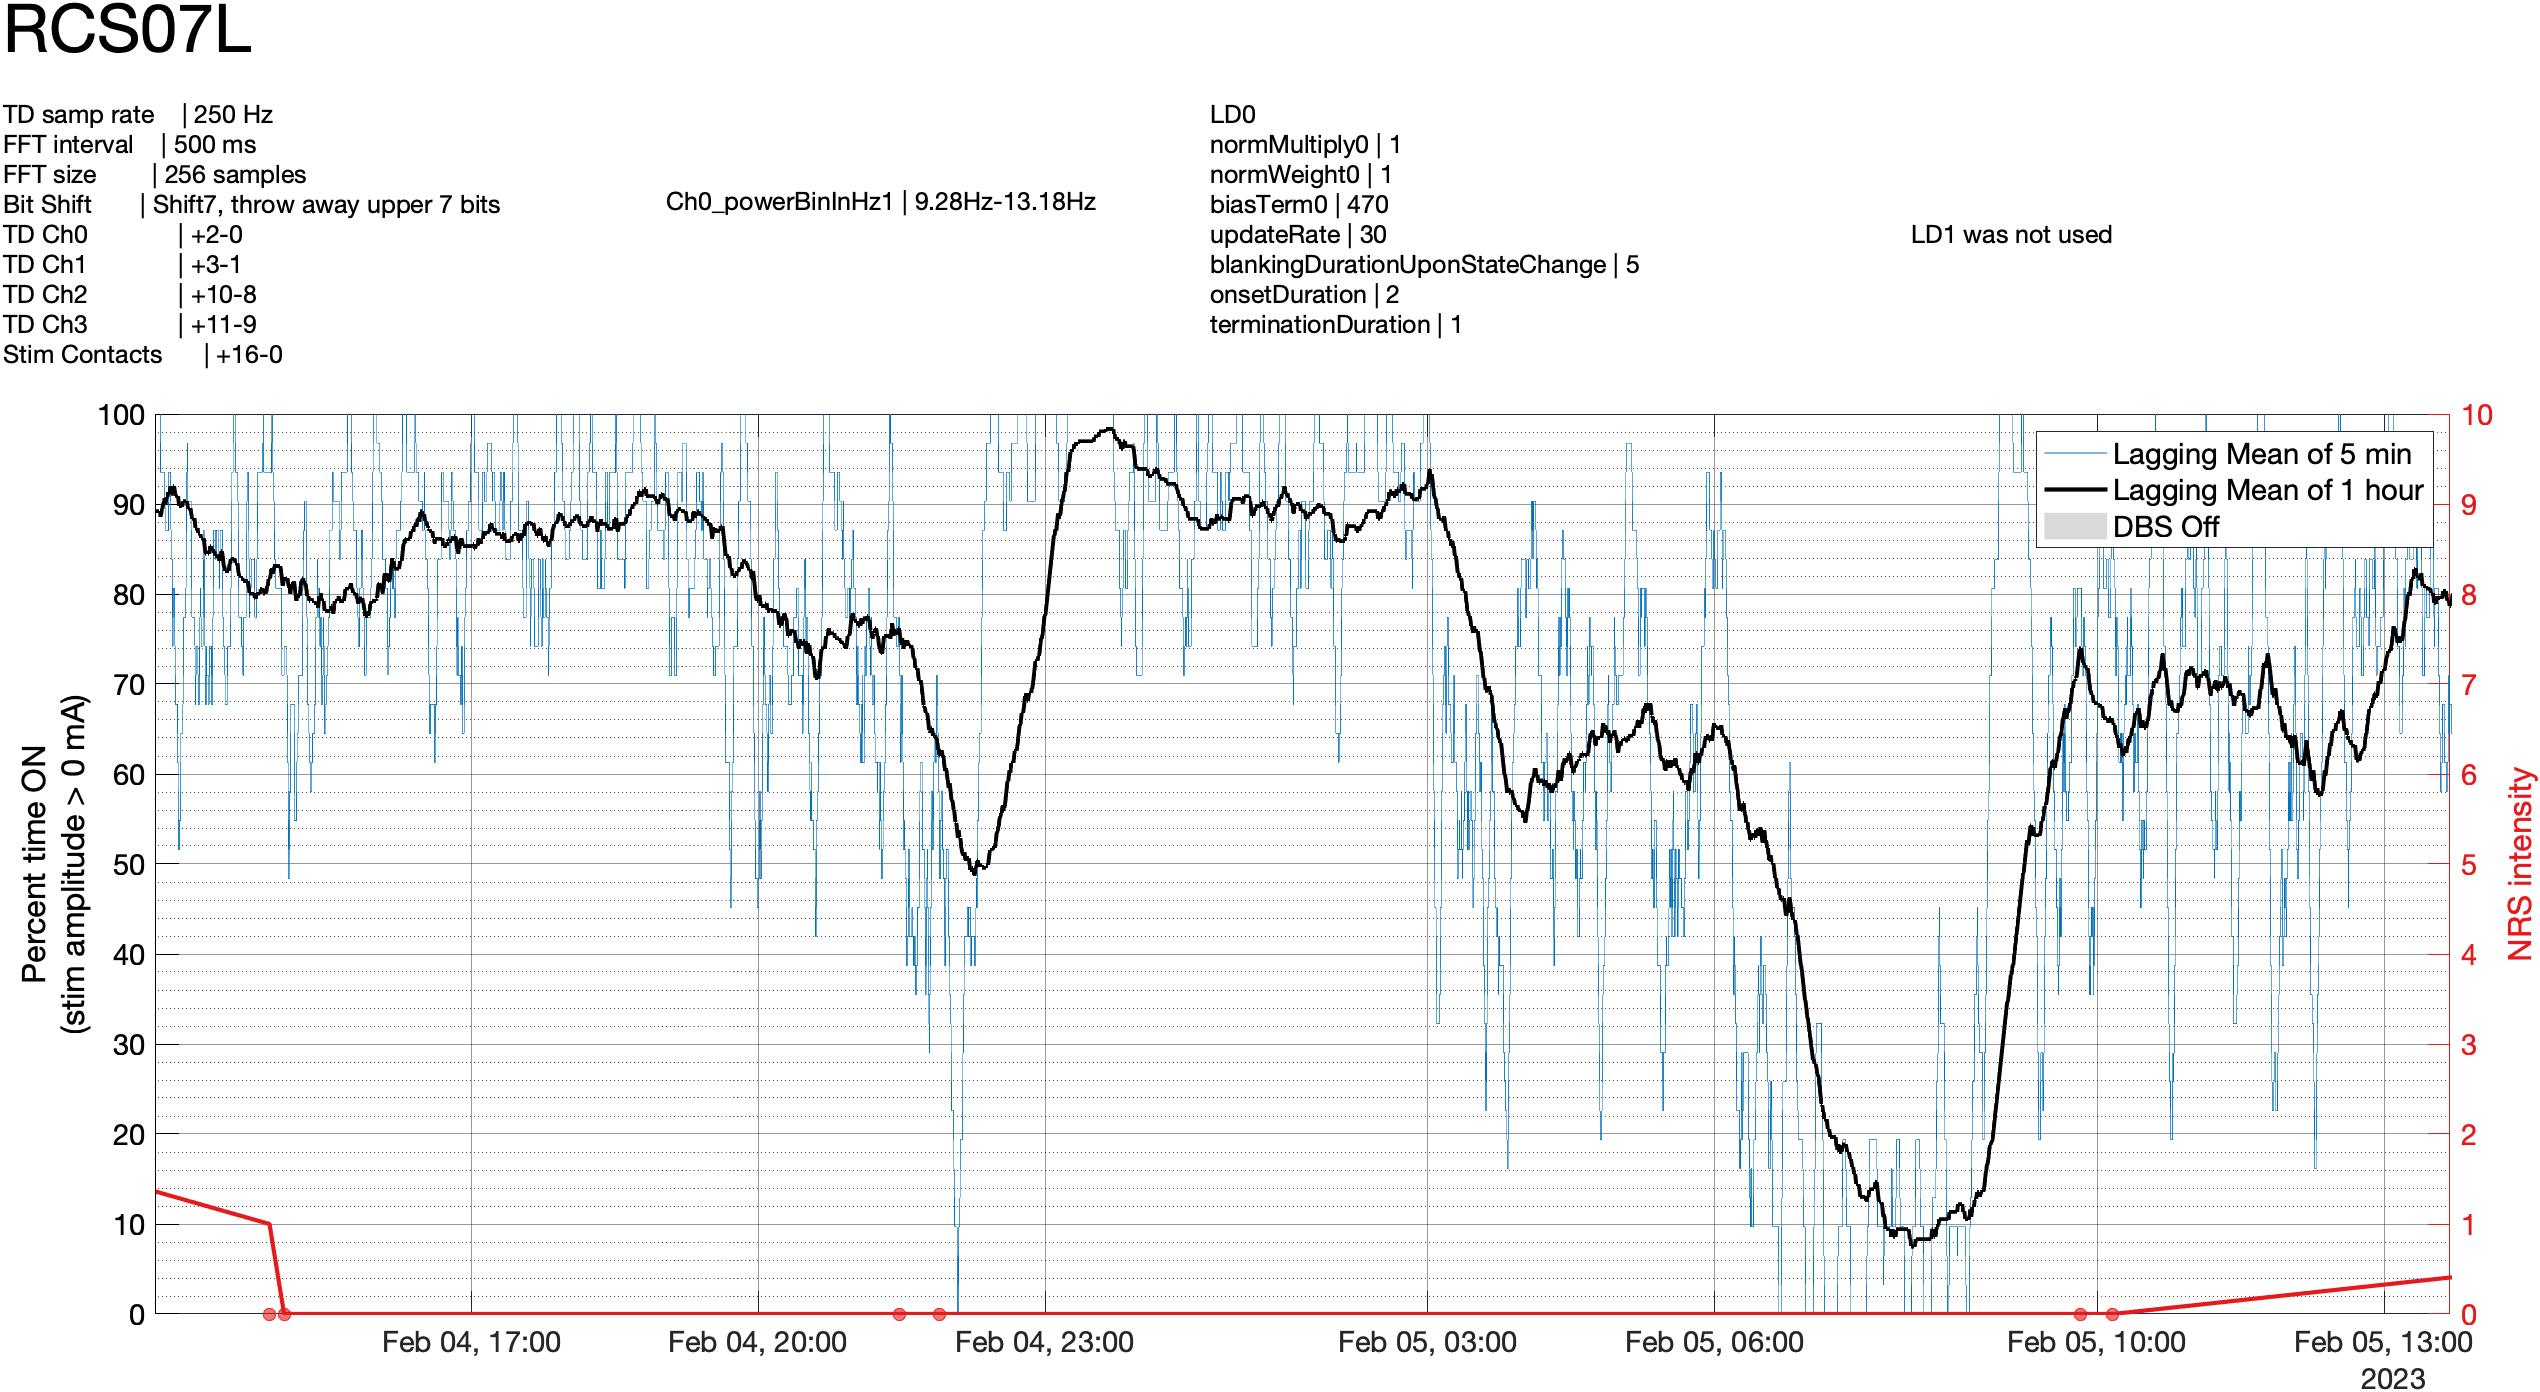 RCS07L
TD samp rate | 250 Hz
FFT interval | 500 ms
FFT size | 256 samples
Bit Shift | Shift7, throw away upper 7 bits
TD Ch0 | +2-0
TD Ch1 | +3-1
TD Ch2 | +10-8
TD Ch3 | +11-9
Stim Contacts | +16-0
Ch0_powerBinInHz1 | 9.28Hz-13.18Hz
LD0
normMultiply0 | 1
normWeight0 | 1
biasTerm0 | 470
updateRate | 30
blankingDurationUponStateChange | 5
onsetDuration | 2
terminationDuration | 1
LD1 was not used
Percent time ON
(stim amplitude > 0 mA)
100
90
80
70
60
50
40
30
20
10
0
Lagging Mean of 5 min
Lagging Mean of 1 hour
DBS Off
10
9
8
7
6
5
4
3
2
1
0
NRS intensity
Feb 04, 17:00
Feb 04, 20:00
Feb 04, 23:00
Feb 05, 03:00
Feb 05, 06:00
Feb 05, 10:00
Feb 05, 13:00
2023